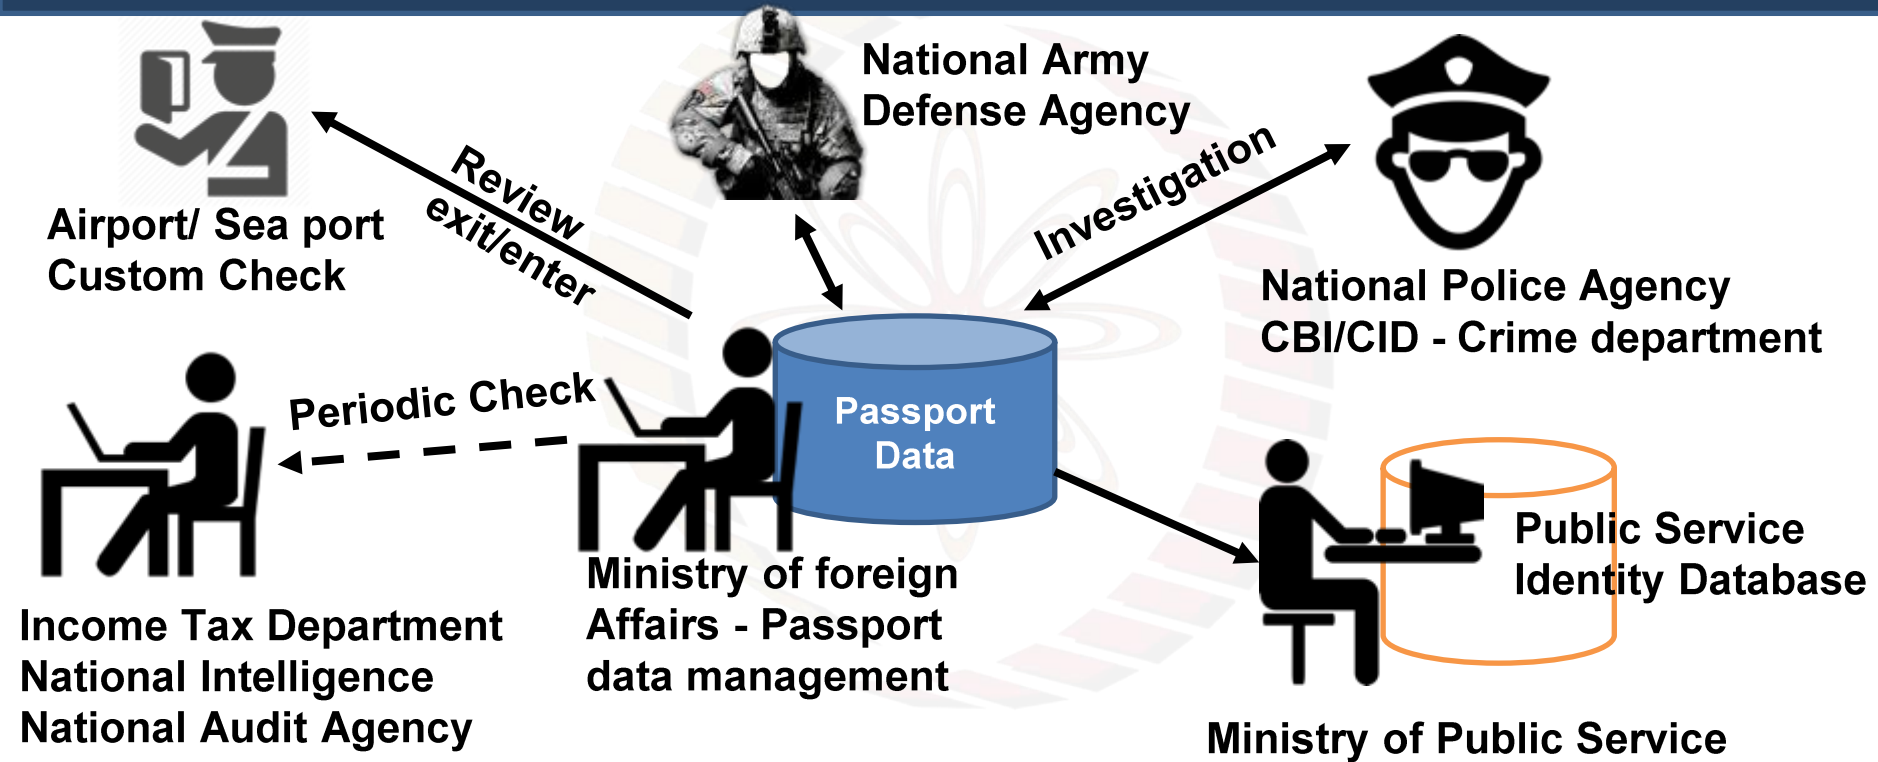 National Army
Defense Agency
Review
exit/enter
Investigation
Airport/ Sea port
Custom Check
National Police Agency
CBI/CID - Crime department
Periodic Check
Passport
Data
Public Service
Identity Database
Ministry of foreign
Affairs - Passport
data management
Income Tax Department
National Intelligence
National Audit Agency
Ministry of Public Service